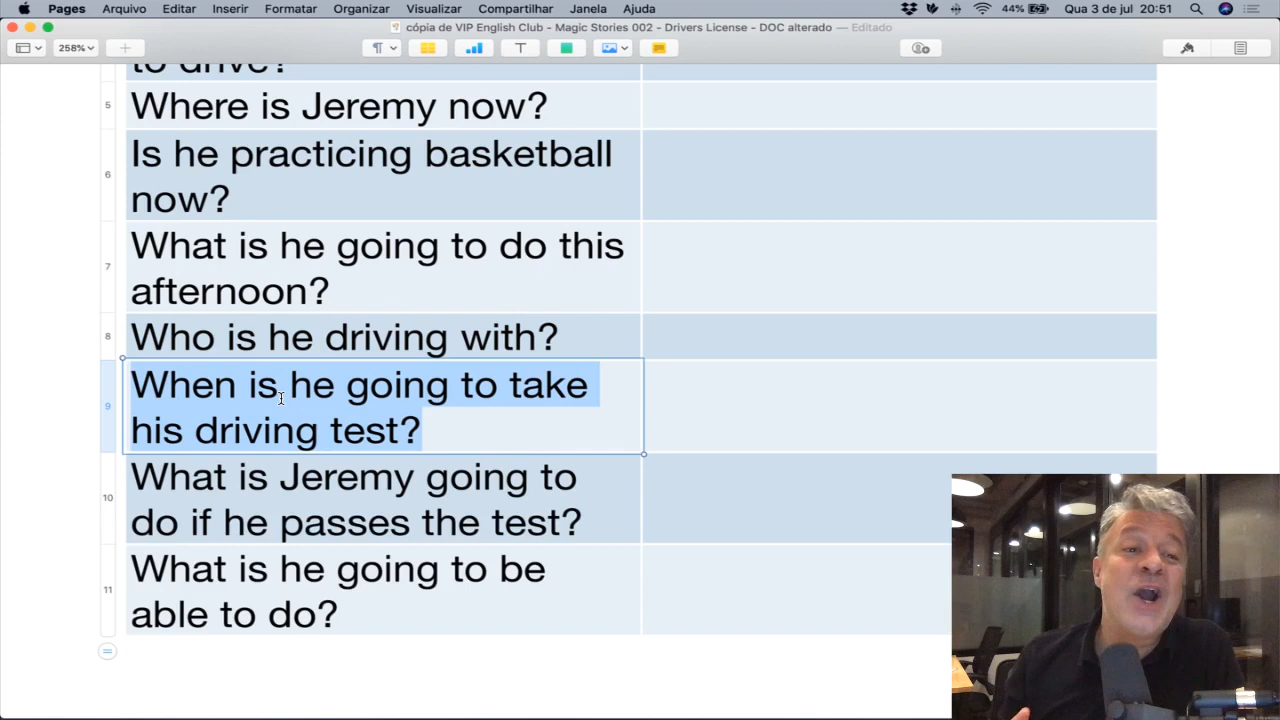 Pages Arquivo Editar Inserir Formatar Organizar Visualizar Compartilhar Janela Ajuda 44% Qua 3 de jul 20:51
cópia de VIP English Club - Magic Stories 002 - Drivers License - DOC alterado — Editado
258%
to drive?
5 Where is Jeremy now?
6 Is he practicing basketball
now?
7 What is he going to do this
afternoon?
8 Who is he driving with?
9 When is he going to take
his driving test?
10 What is Jeremy going to
do if he passes the test?
11 What is he going to be
able to do?